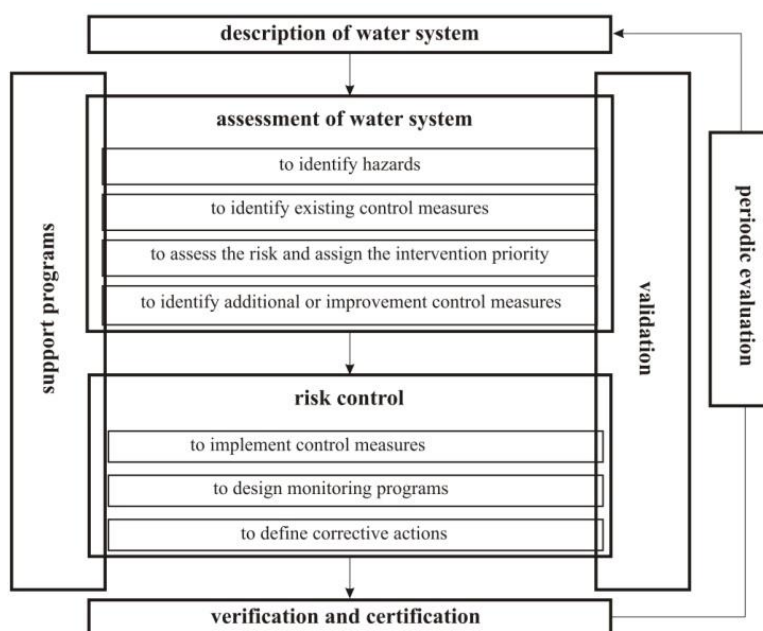 description of water system
assessment of water system
to identify hazards
to identify existing control measures
to assess the risk and assign the intervention priority
to identify additional or improvement control measures
risk control
to implement control measures
to design monitoring programs
to define corrective actions
verification and certification
support programs
validation
periodic evaluation